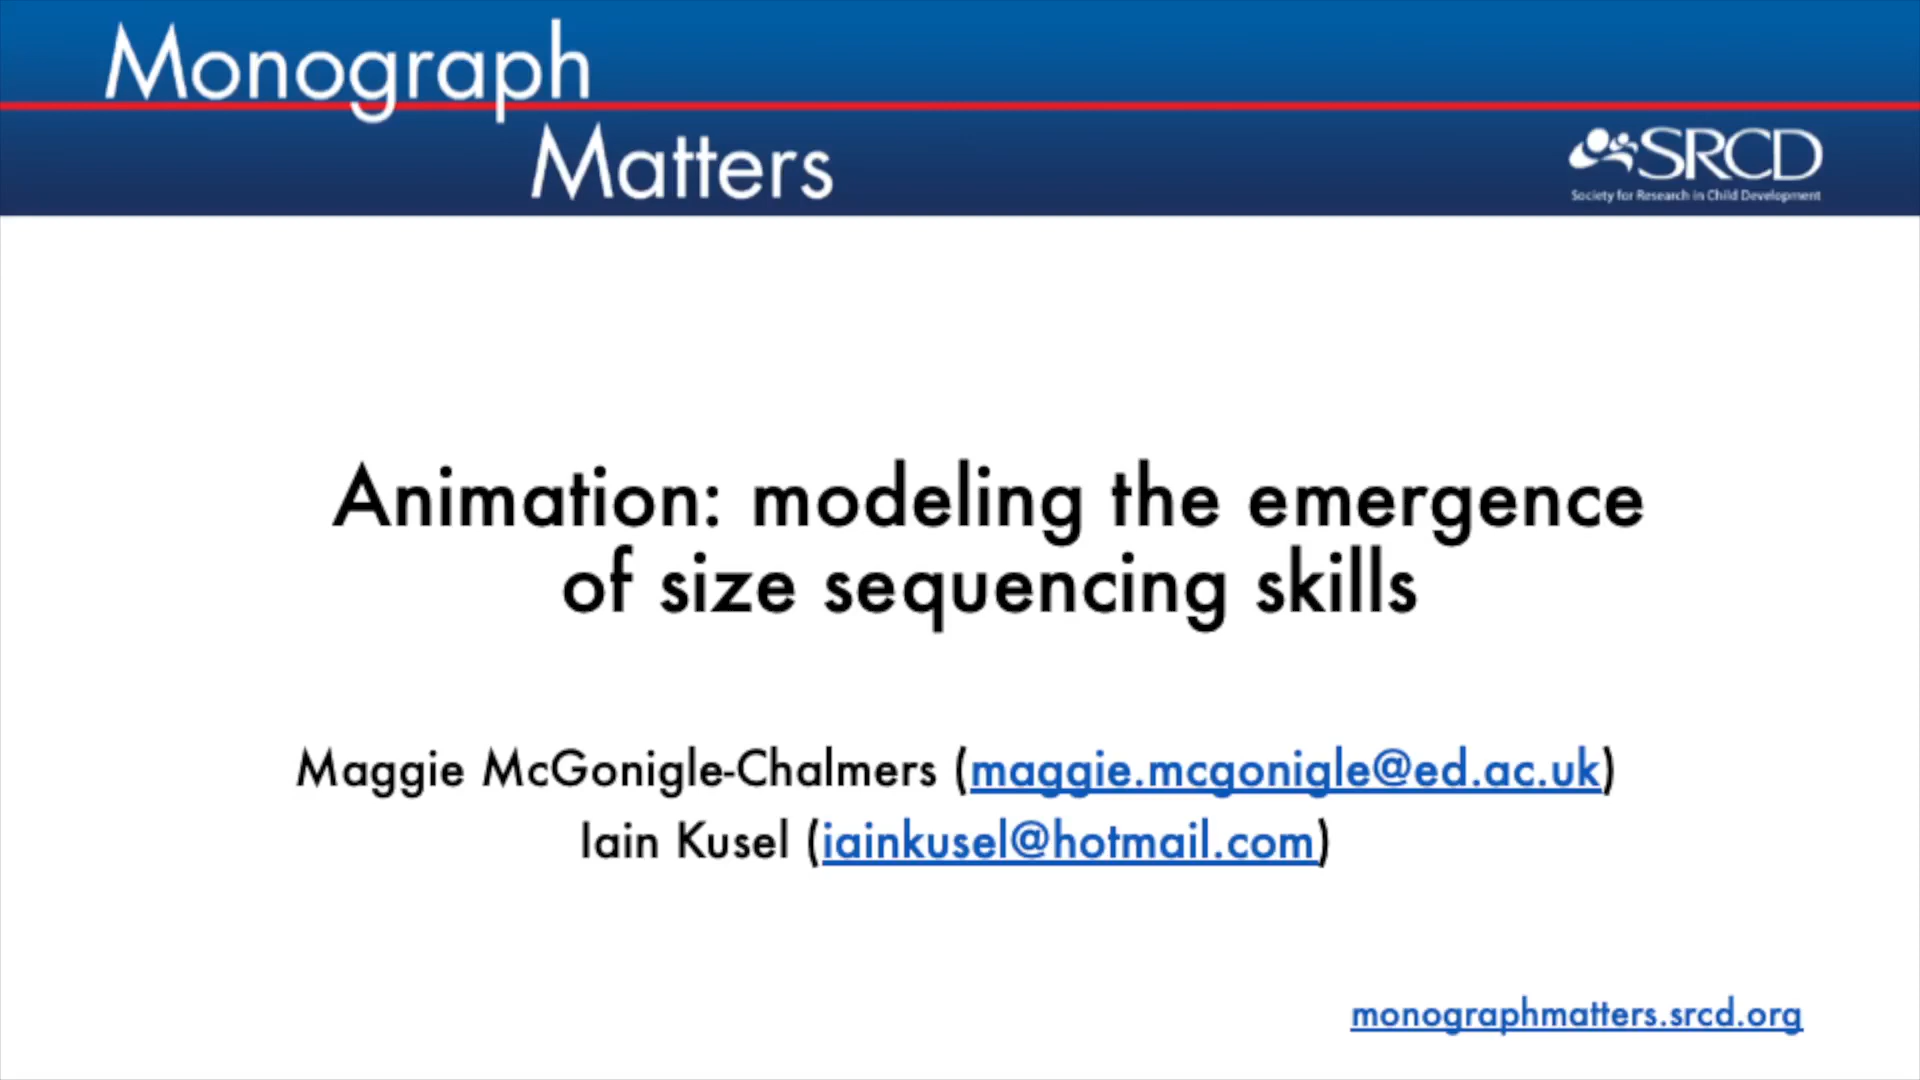 Monograph
Matters
SRCD
Society for Research in Child Development
Animation: modeling the emergence
of size sequencing skills
Maggie McGonigle-Chalmers (maggie.mcgonigle@ed.ac.uk)
Iain Kusel (iainkusel@hotmail.com)
monographmatters.srcd.org